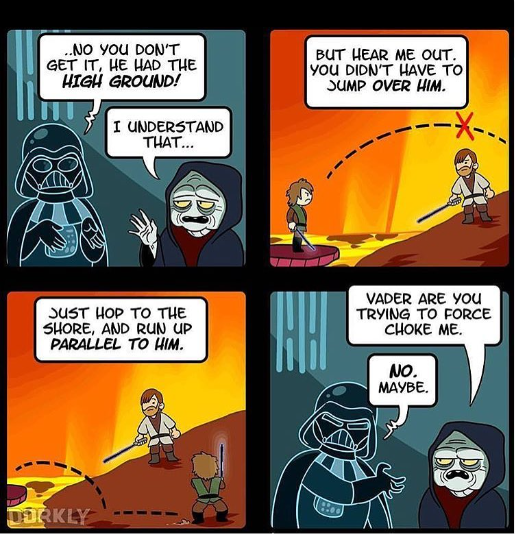 ..NO YOU DON'T
GET IT, HE HAD THE
HIGH GROUND!
I UNDERSTAND
THAT...
BUT HEAR ME OUT.
YOU DIDN'T HAVE TO
JUMP OVER HIM.
JUST HOP TO THE
SHORE, AND RUN UP
PARALLEL TO HIM.
DORKLY
VADER ARE YOU
TRYING TO FORCE
CHOKE ME.
NO.
MAYBE.